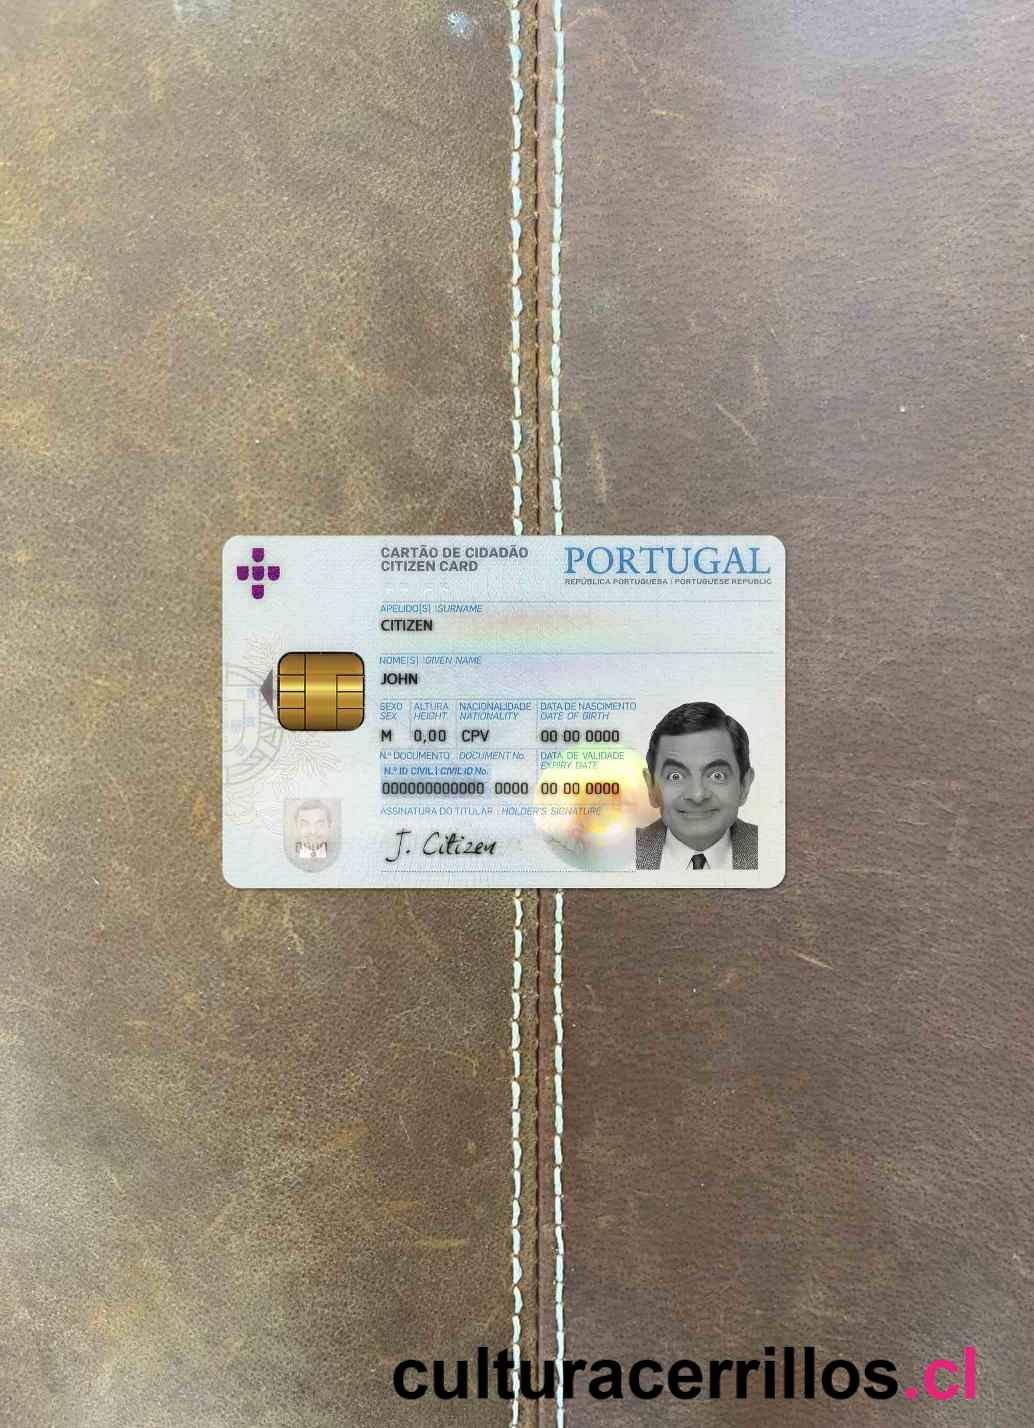 CARTÃO DE CIDADÃO
CITIZEN CARD
PORTUGAL
REPÚBLICA PORTUGUESA | PORTUGUESE REPUBLIC
APELIDO[S] | SURNAME
CITIZEN
NOME[S] | GIVEN NAME
JOHN
SEXO ALTURA NACIONALIDADE DATA DE NASCIMENTO
SEX HEIGHT NATIONALITY DATE OF BIRTH
M 0,00 CPV 00 00 0000
N.º DOCUMENTO DOCUMENT No. DATA DE VALIDADE
EXPIRY DATE
N.º ID CIVIL | CIVIL ID No.
000000000000 0000 00 00 0000
ASSINATURA DO TITULAR | HOLDER'S SIGNATURE
J. Citizen
culturacerrillos.cl